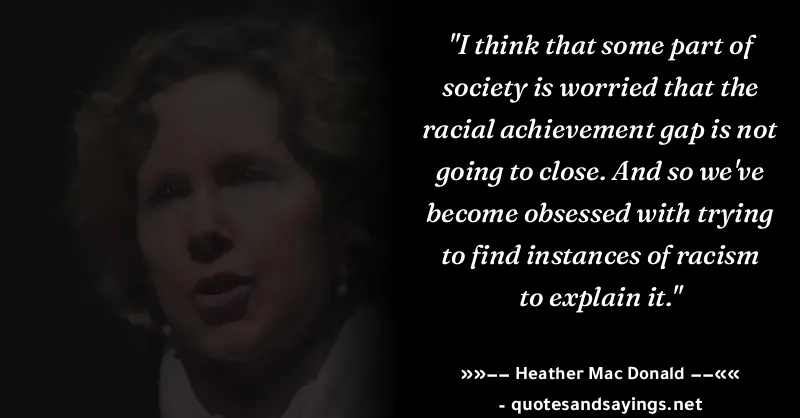 "I think that some part of
society is worried that the
racial achievement gap is not
going to close. And so we've
become obsessed with trying
to find instances of racism
to explain it."
»»−− Heather Mac Donald −−««
- quotesandsayings.net